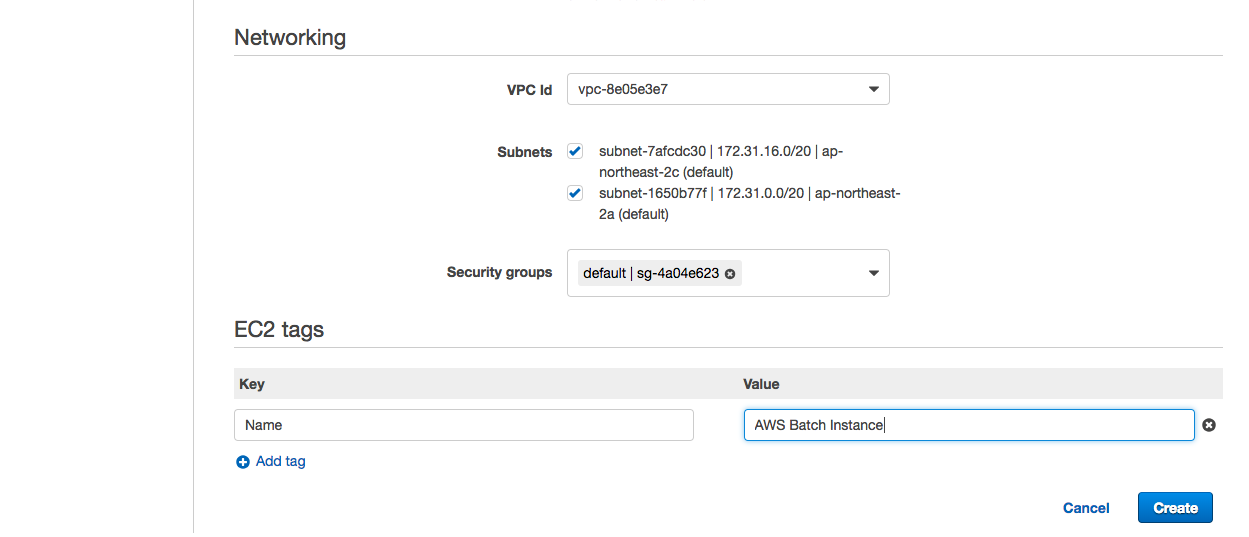 Networking
VPC Id
vpc-8e05e3e7
Subnets
subnet-7afcdc30 | 172.31.16.0/20 | ap-
northeast-2c (default)
subnet-1650b77f | 172.31.0.0/20 | ap-northeast-
2a (default)
Security groups
default | sg-4a04e623
EC2 tags
Key Value
Name AWS Batch Instance
Add tag
Cancel Create